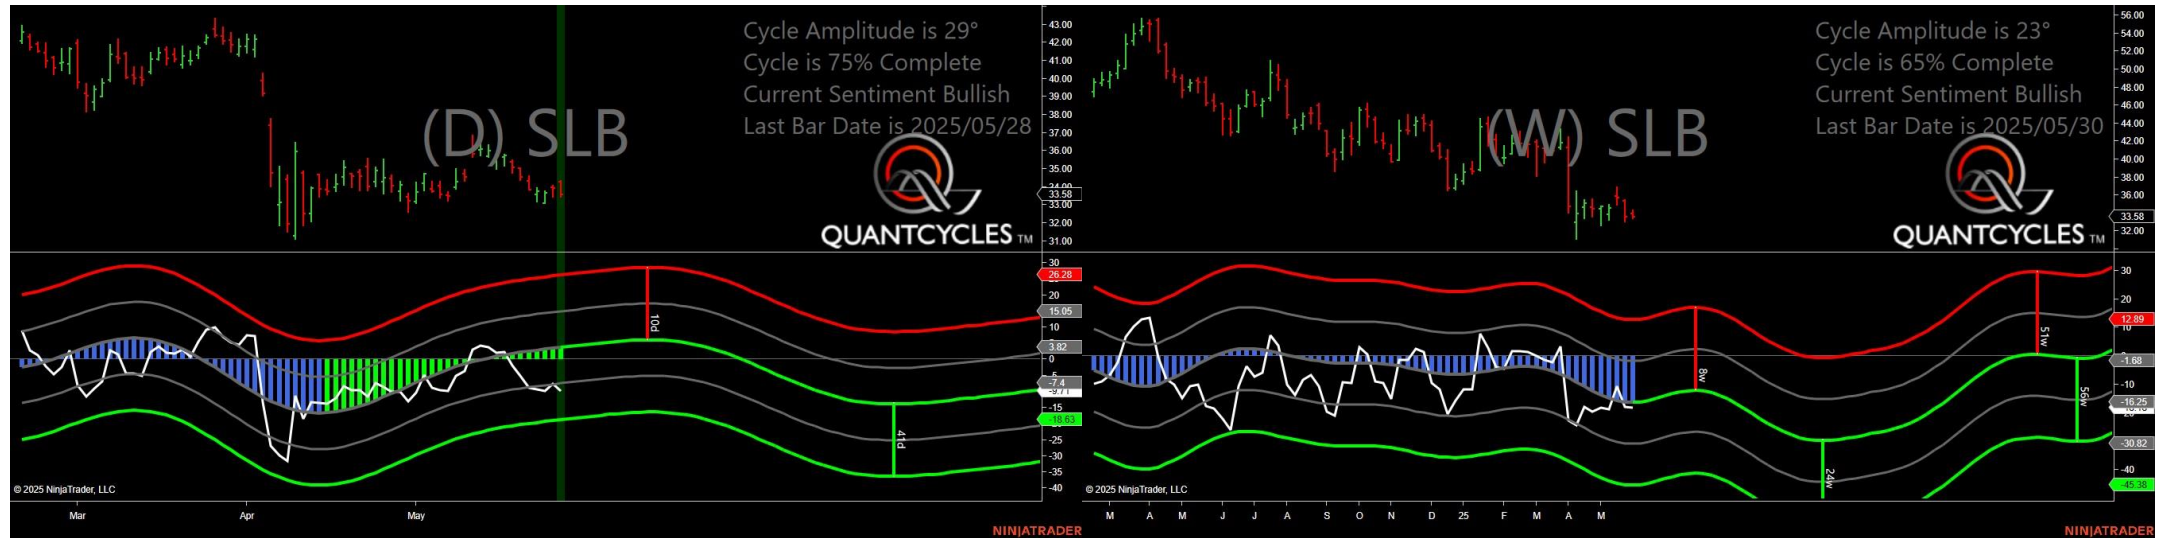 Cycle Amplitude is 29°
Cycle is 75% Complete
Current Sentiment Bullish
Last Bar Date is 2025/05/28
(D) SLB
QUANTCYCLES TM
43.00
42.00
41.00
40.00
39.00
38.00
37.00
36.00
35.00
34.00
33.58
33.00
32.00
31.00
30
26.28
20
15.05
10
3.82
0
-5
-7.4
-9.71
-15
-18.63
-25
-30
-35
-40
10d
41d
© 2025 NinjaTrader, LLC
Mar
Apr
May
NINJATRADER
Cycle Amplitude is 23°
Cycle is 65% Complete
Current Sentiment Bullish
Last Bar Date is 2025/05/30
(W) SLB
QUANTCYCLES TM
56.00
54.00
52.00
50.00
48.00
46.00
44.00
42.00
40.00
38.00
36.00
33.58
32.00
30
20
12.89
10
0
-1.68
-10
-16.25
-30.82
-40
-45.38
8w
24w
51w
56w
© 2025 NinjaTrader, LLC
M
A
M
J
J
A
S
O
N
D
25
F
M
A
M
NINJATRADER